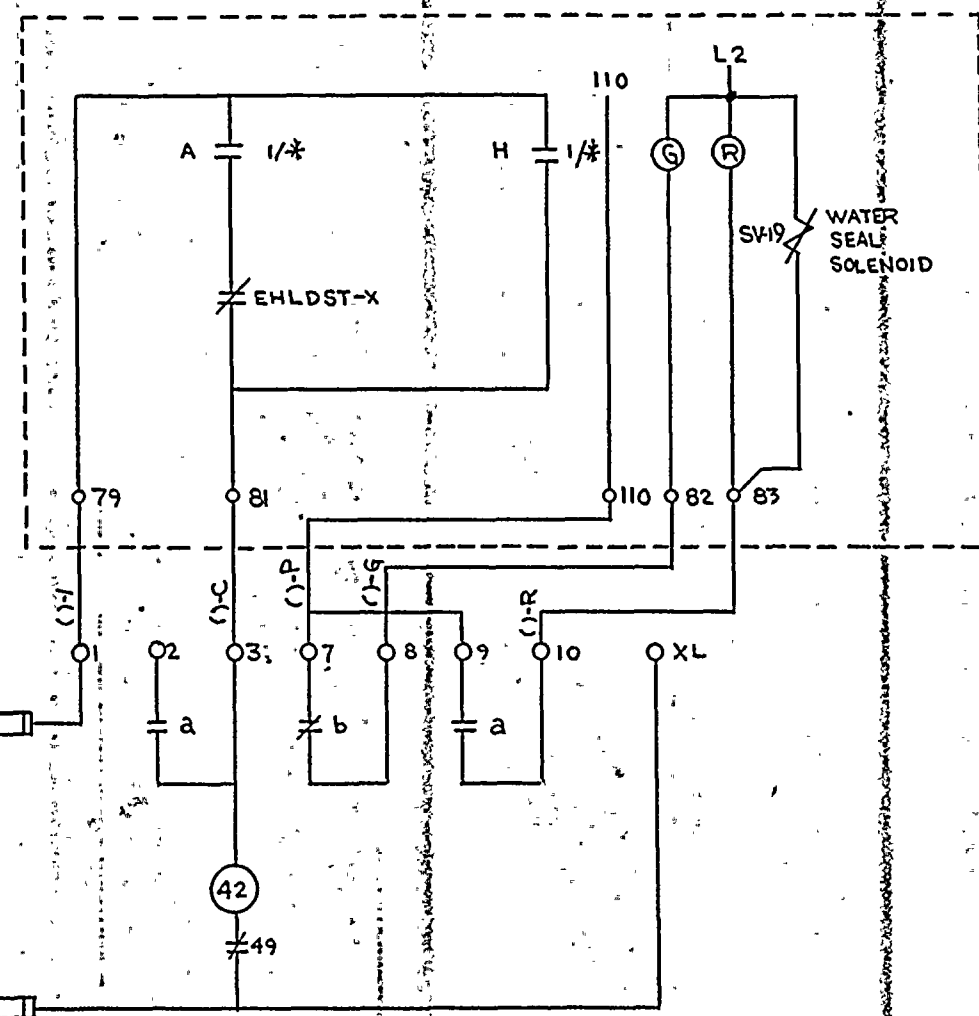 L2
110
A 1/*
H 1/*
G
R
SV-19
WATER
SEAL
SOLENOID
EHLDST-X
79
81
110
82
83
()-1
()-C
()-P
()-G
()-R
1
2
3
7
8
9
10
XL
a
b
a
42
49